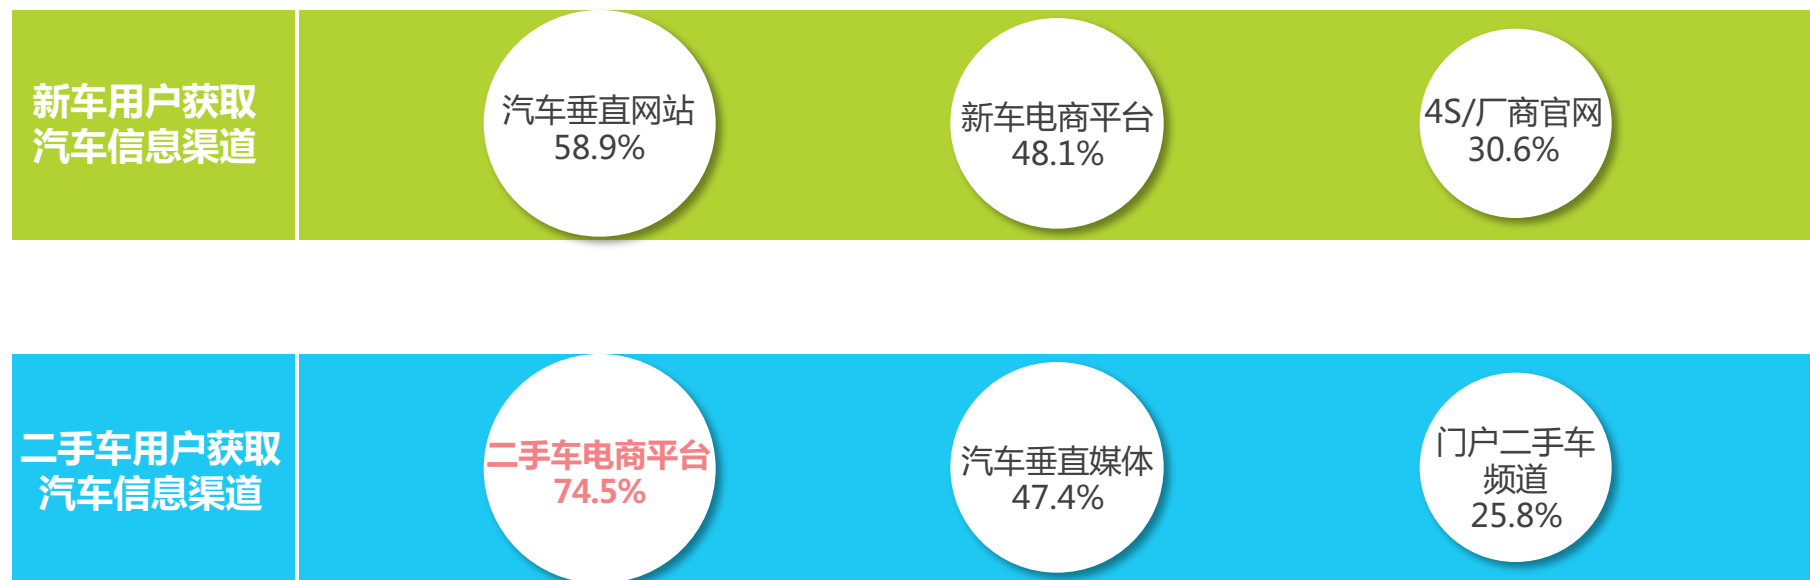 新车用户获取
汽车信息渠道
汽车垂直网站
58.9%
新车电商平台
48.1%
4S/厂商官网
30.6%
二手车用户获取
汽车信息渠道
二手车电商平台
74.5%
汽车垂直媒体
47.4%
门户二手车
频道
25.8%